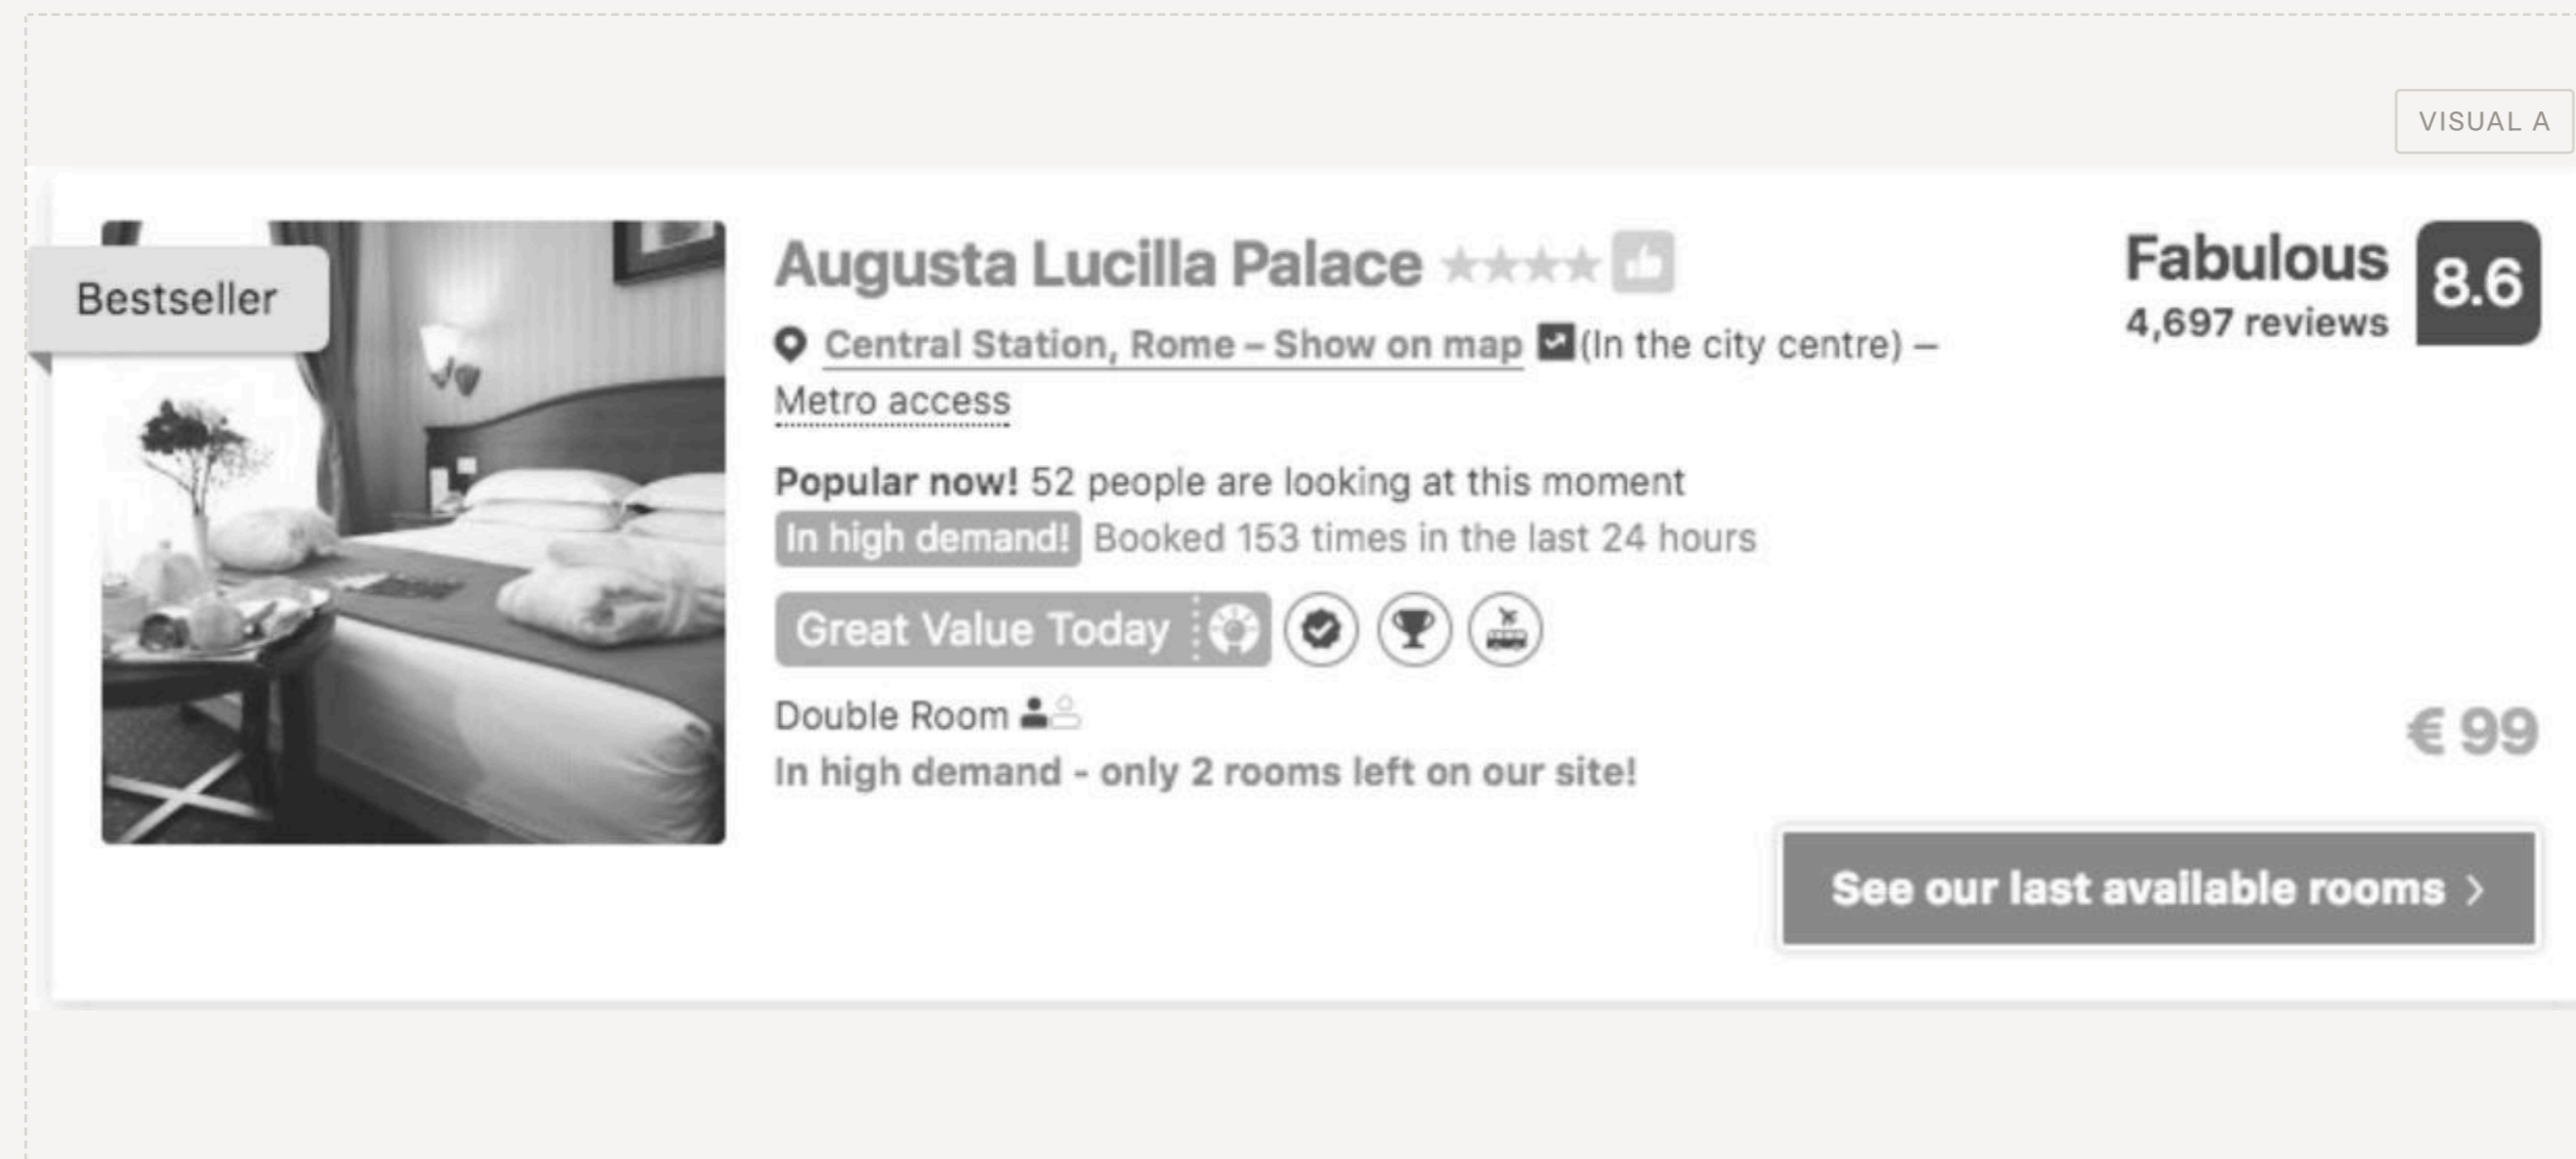 VISUAL A
Bestseller
Augusta Lucilla Palace
Fabulous
4,697 reviews
8.6
Central Station, Rome – Show on map (In the city centre) –
Metro access
Popular now! 52 people are looking at this moment
In high demand! Booked 153 times in the last 24 hours
Great Value Today
Double Room
In high demand - only 2 rooms left on our site!
€ 99
See our last available rooms